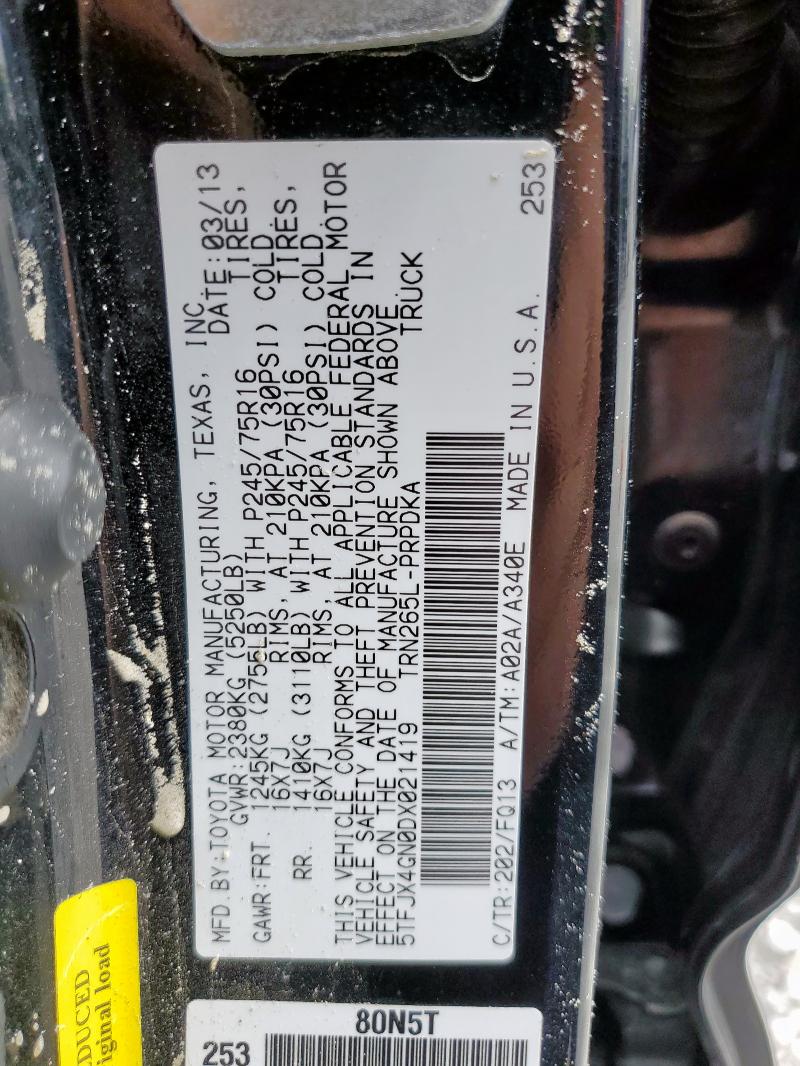 MFD.BY:TOYOTA MOTOR MANUFACTURING, TEXAS, INC.
GVWR:2380KG (5250LB) DATE:03/13
GAWR:FRT. 1245KG (2755LB) WITH P245/75R16 TIRES,
16X7J RIMS, AT 210KPA (30PSI) COLD
RR. 1410KG (3110LB) WITH P245/75R16 TIRES,
16X7J RIMS, AT 210KPA (30PSI) COLD
THIS VEHICLE CONFORMS TO ALL APPLICABLE FEDERAL MOTOR
VEHICLE SAFETY AND THEFT PREVENTION STANDARDS IN
EFFECT ON THE DATE OF MANUFACTURE SHOWN ABOVE.
5TFJX4GN0DX021419 TRN265L-PRPDKA TRUCK
C/TR:202/FQ13 A/TM:A02A/A340E MADE IN U.S.A. 253
original load
80N5T
253